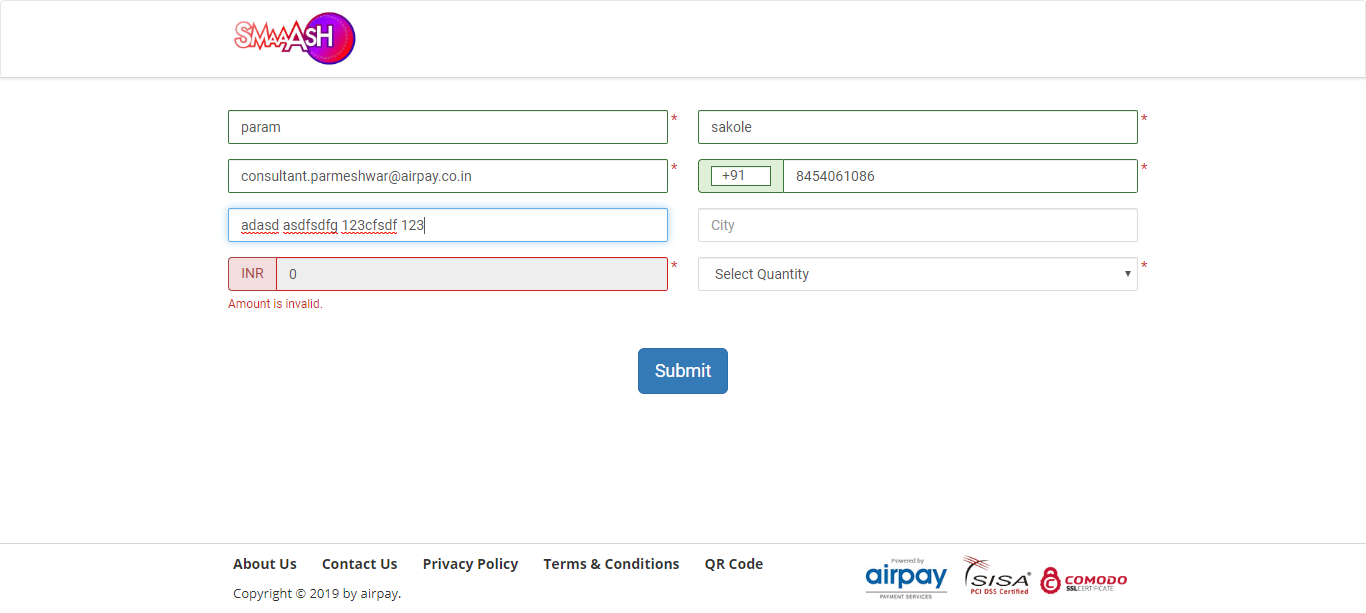 SMAAASH
param * sakole *
consultant.parmeshwar@airpay.co.in * +91 8454061086 *
adasd asdfsdfg 123cfsdf 123 City
INR 0 * Select Quantity *
Amount is invalid.
Submit
About Us Contact Us Privacy Policy Terms & Conditions QR Code
Copyright © 2019 by airpay.
Powered by
airpay
PAYMENT SERVICES
SISA
PCI DSS Certified
COMODO
SSL CERTIFICATE